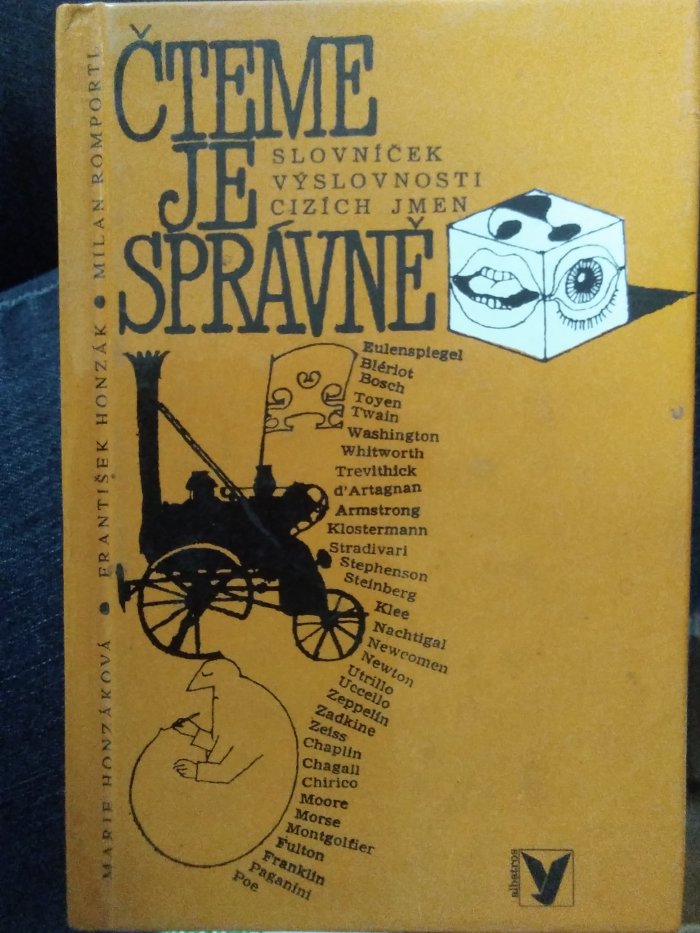 ČTEME
JE
SPRÁVNĚ
SLOVNÍČEK
VÝSLOVNOSTI
CIZÍCH JMEN
MARIE HONZÁKOVÁ • FRANTIŠEK HONZÁK • MILAN ROMPORTL
Eulenspiegel
Blériot
Bosch
Toyen
Twain
Washington
Whitworth
Trevithick
d'Artagnan
Armstrong
Klostermann
Stradivari
Stephenson
Steinberg
Klee
Nachtigal
Newcomen
Newton
Utrillo
Uccello
Zeppelin
Zadkine
Zeiss
Chaplin
Chagall
Chirico
Moore
Morse
Montgolfier
Fulton
Franklin
Paganini
Poe
albatros